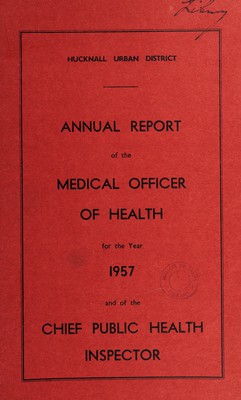 HUCKNALL URBAN DISTRICT
ANNUAL REPORT
of the
MEDICAL OFFICER
OF HEALTH
for the Year
1957
and of the
CHIEF PUBLIC HEALTH
INSPECTOR